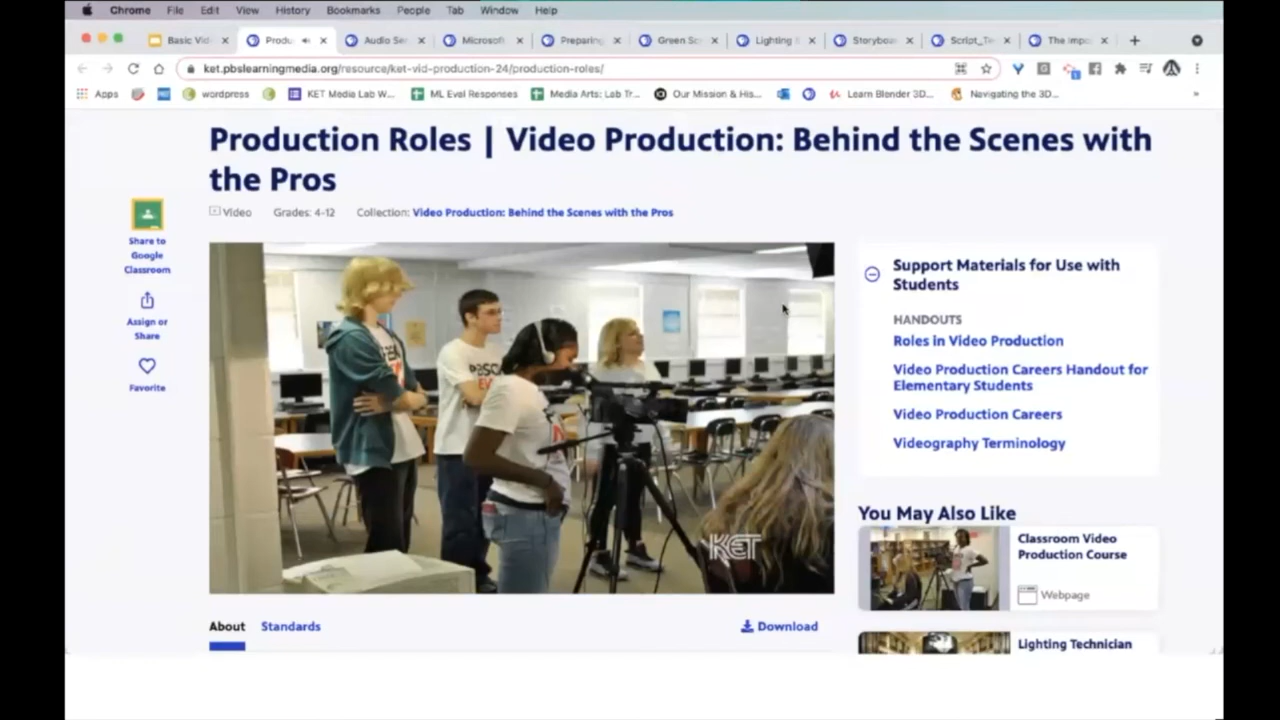 Chrome File Edit View History Bookmarks People Tab Window Help
Basic Vid
Produ
Audio Se
Microsoft
Preparing
Green Sc
Lighting
Storyboa
Script_Te
The Impo
ket.pbslearningmedia.org/resource/ket-vid-production-24/production-roles/
Apps
wordpress
KET Media Lab W...
ML Eval Responses
Media Arts: Lab Tr...
Our Mission & His...
Learn Blender 3D...
Navigating the 3D...
Production Roles | Video Production: Behind the Scenes with
the Pros
Video Grades: 4-12 Collection: Video Production: Behind the Scenes with the Pros
Share to
Google
Classroom
Assign or
Share
Favorite
KET
About Standards Download
Support Materials for Use with
Students
HANDOUTS
Roles in Video Production
Video Production Careers Handout for
Elementary Students
Video Production Careers
Videography Terminology
You May Also Like
Classroom Video
Production Course
Webpage
Lighting Technician